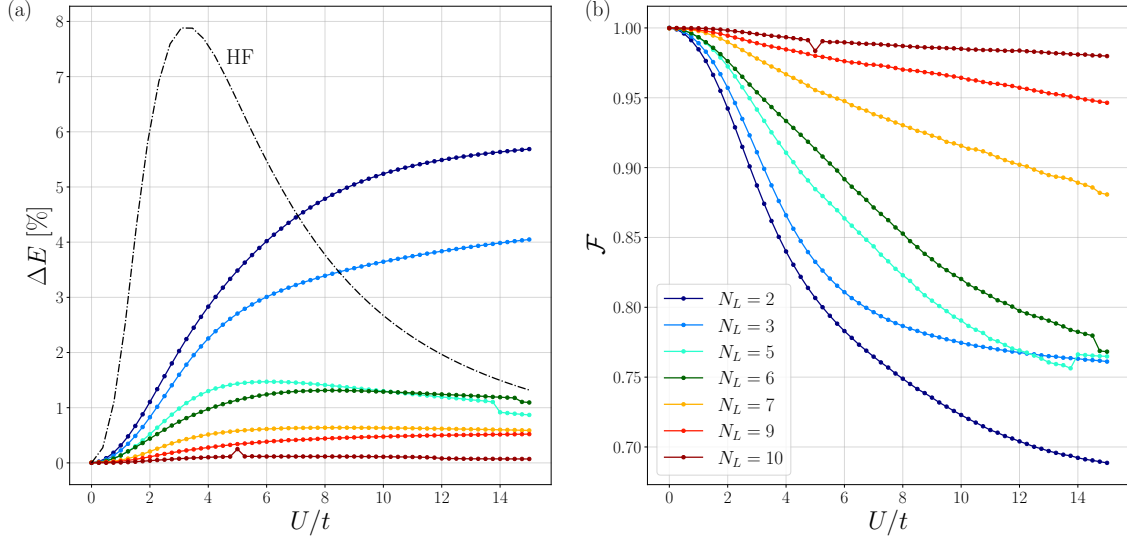 (a)
ΔE [%]
8
7
6
5
4
3
2
1
0
HF
0 2 4 6 8 10 12 14
U/t
(b)
ℱ
1.00
0.95
0.90
0.85
0.80
0.75
0.70
N_L = 2
N_L = 3
N_L = 5
N_L = 6
N_L = 7
N_L = 9
N_L = 10
0 2 4 6 8 10 12 14
U/t